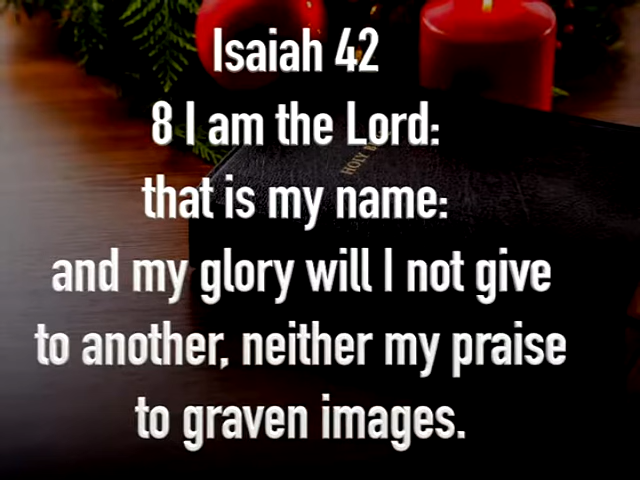 Isaiah 42
8 I am the Lord:
that is my name:
and my glory will I not give
to another, neither my praise
to graven images.
HOLY